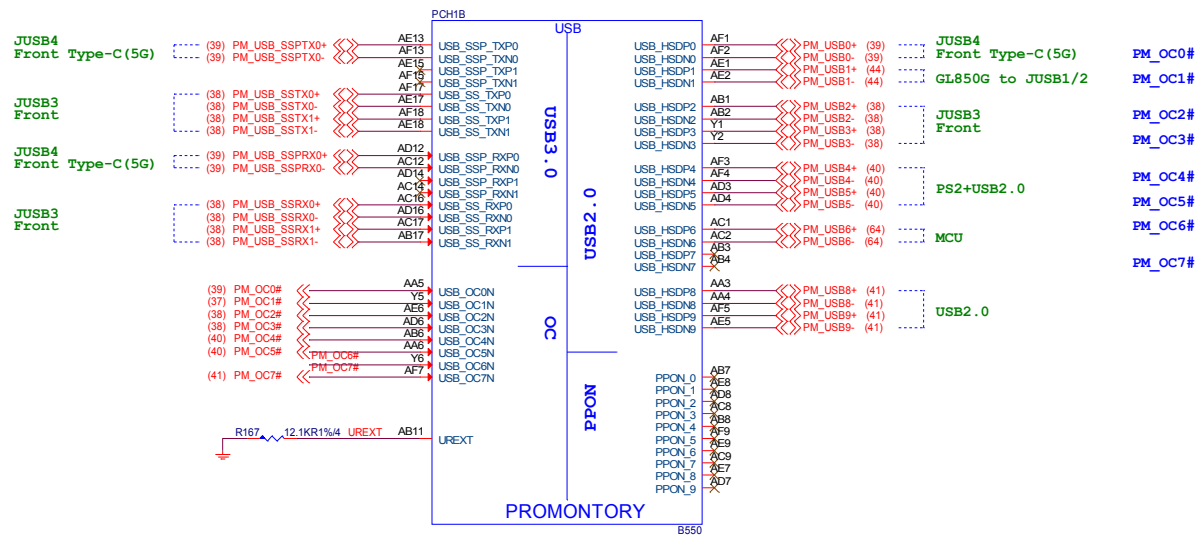 PCH1B
USB
JUSB4
Front Type-C(5G)
(39) PM_USB_SSPTX0+ AE13 USB_SSP_TXP0
(39) PM_USB_SSPTX0- AF13 USB_SSP_TXN0
AE15 USB_SSP_TXP1
AF15 USB_SSP_TXN1
JUSB3
Front
(38) PM_USB_SSTX0+ AF17 USB_SS_TXP0
(38) PM_USB_SSTX0- AE17 USB_SS_TXN0
(38) PM_USB_SSTX1+ AF18 USB_SS_TXP1
(38) PM_USB_SSTX1- AE18 USB_SS_TXN1
JUSB4
Front Type-C(5G)
(39) PM_USB_SSPRX0+ AD12 USB_SSP_RXP0
(39) PM_USB_SSPRX0- AC12 USB_SSP_RXN0
AD14 USB_SSP_RXP1
AC14 USB_SSP_RXN1
JUSB3
Front
(38) PM_USB_SSRX0+ AC16 USB_SS_RXP0
(38) PM_USB_SSRX0- AD16 USB_SS_RXN0
(38) PM_USB_SSRX1+ AC17 USB_SS_RXP1
(38) PM_USB_SSRX1- AB17 USB_SS_RXN1
(39) PM_OC0# AA5 USB_OC0N
(37) PM_OC1# Y5 USB_OC1N
(38) PM_OC2# AE6 USB_OC2N
(38) PM_OC3# AD6 USB_OC3N
(40) PM_OC4# AB6 USB_OC4N
(40) PM_OC5# AA6 USB_OC5N
PM_OC6# Y6 USB_OC6N
PM_OC7#
(41) PM_OC7# AF7 USB_OC7N
R167 12.1KR1%/4 UREXT AB11 UREXT
USB3.0
USB2.0
OC
PPON
USB_HSDP0 AF1 PM_USB0+ (39)
USB_HSDN0 AF2 PM_USB0- (39)
JUSB4
Front Type-C(5G)
USB_HSDP1 AE1 PM_USB1+ (44)
USB_HSDN1 AE2 PM_USB1- (44)
GL850G to JUSB1/2
USB_HSDP2 AB1 PM_USB2+ (38)
USB_HSDN2 AB2 PM_USB2- (38)
USB_HSDP3 Y1 PM_USB3+ (38)
USB_HSDN3 Y2 PM_USB3- (38)
JUSB3
Front
USB_HSDP4 AF3 PM_USB4+ (40)
USB_HSDN4 AF4 PM_USB4- (40)
USB_HSDP5 AD3 PM_USB5+ (40)
USB_HSDN5 AD4 PM_USB5- (40)
PS2+USB2.0
USB_HSDP6 AC1 PM_USB6+ (64)
USB_HSDN6 AC2 PM_USB6- (64)
MCU
USB_HSDP7 AB3
USB_HSDN7 AB4
USB_HSDP8 AA3 PM_USB8+ (41)
USB_HSDN8 AA4 PM_USB8- (41)
USB_HSDP9 AF5 PM_USB9+ (41)
USB_HSDN9 AE5 PM_USB9- (41)
USB2.0
PPON_0 AB7
PPON_1 AE8
PPON_2 AD8
PPON_3 AC8
PPON_4 AB8
PPON_5 AF9
PPON_6 AE9
PPON_7 AC9
PPON_8 AE7
PPON_9 AD7
PM_OC0#
PM_OC1#
PM_OC2#
PM_OC3#
PM_OC4#
PM_OC5#
PM_OC6#
PM_OC7#
PROMONTORY
B550